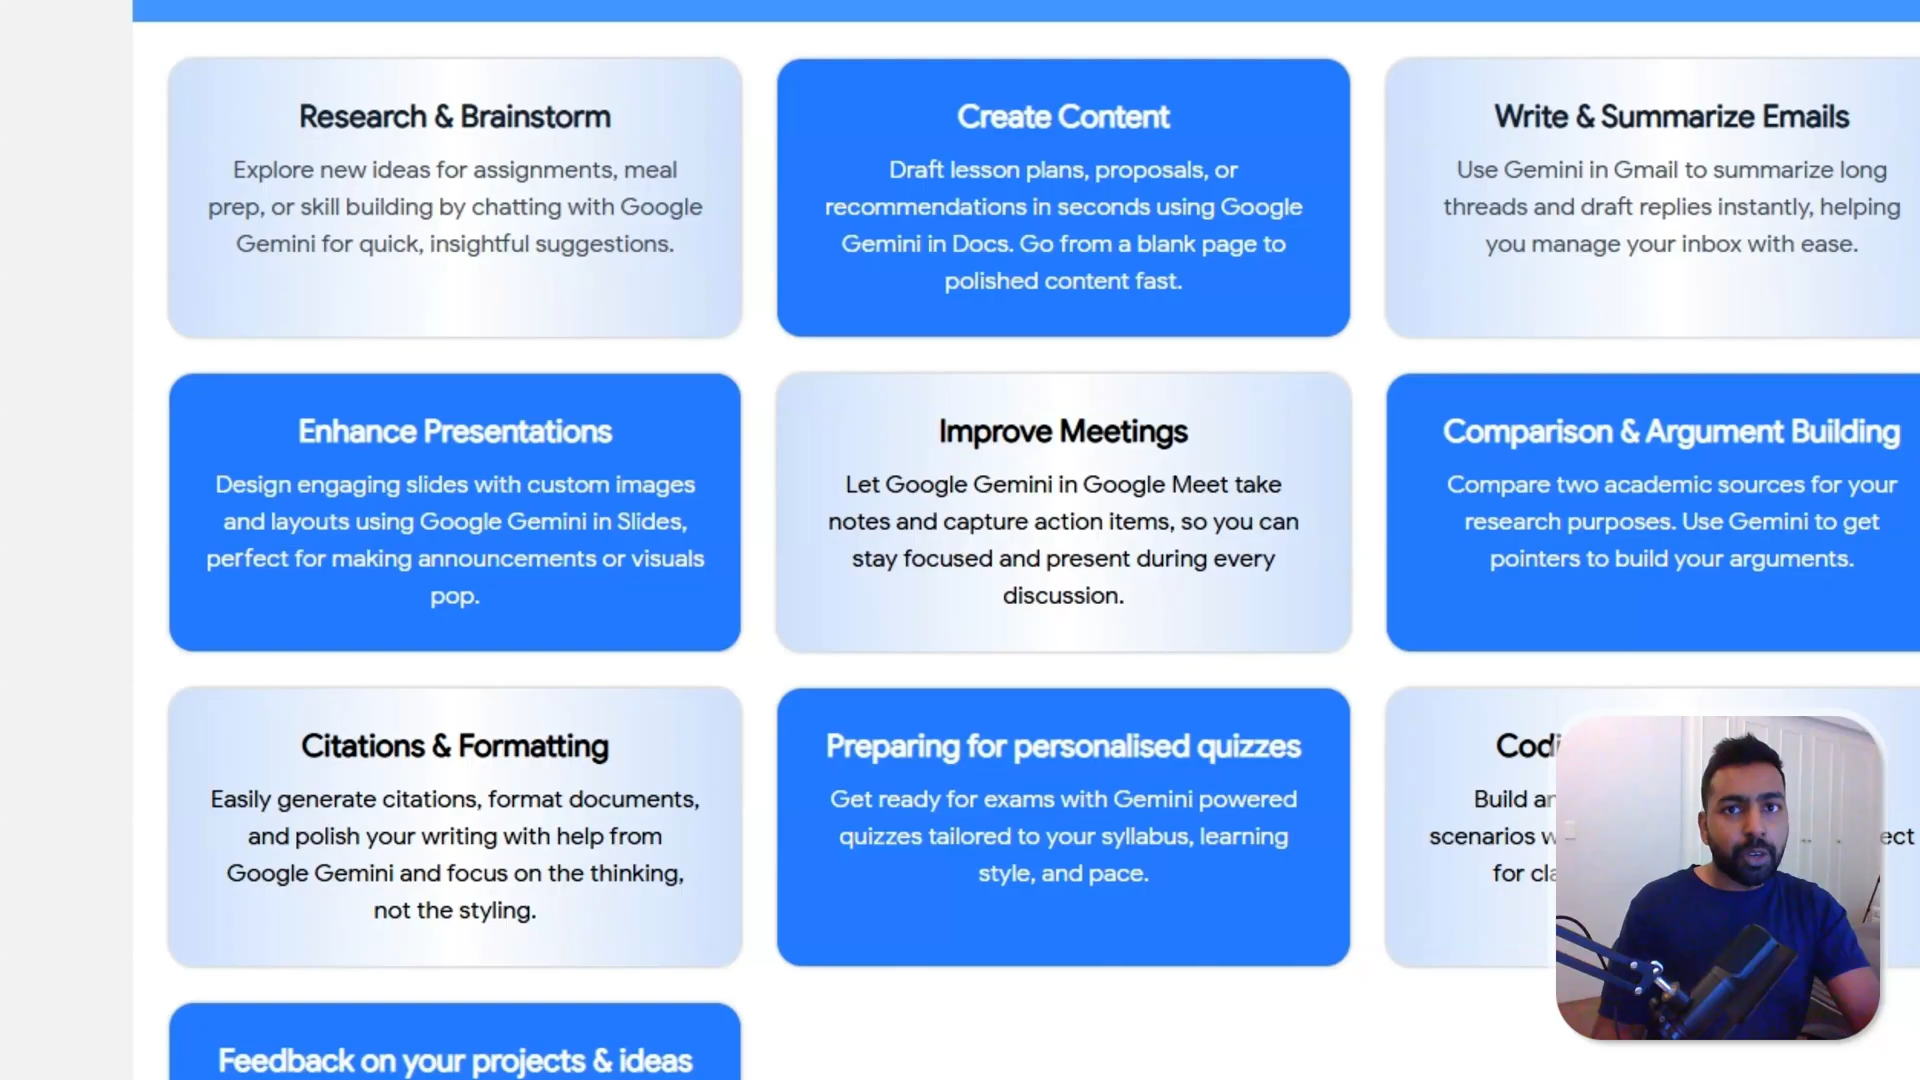 Research & Brainstorm
Explore new ideas for assignments, meal
prep, or skill building by chatting with Google
Gemini for quick, insightful suggestions.
Create Content
Draft lesson plans, proposals, or
recommendations in seconds using Google
Gemini in Docs. Go from a blank page to
polished content fast.
Write & Summarize Emails
Use Gemini in Gmail to summarize long
threads and draft replies instantly, helping
you manage your inbox with ease.
Enhance Presentations
Design engaging slides with custom images
and layouts using Google Gemini in Slides,
perfect for making announcements or visuals
pop.
Improve Meetings
Let Google Gemini in Google Meet take
notes and capture action items, so you can
stay focused and present during every
discussion.
Comparison & Argument Building
Compare two academic sources for your
research purposes. Use Gemini to get
pointers to build your arguments.
Citations & Formatting
Easily generate citations, format documents,
and polish your writing with help from
Google Gemini and focus on the thinking,
not the styling.
Preparing for personalised quizzes
Get ready for exams with Gemini powered
quizzes tailored to your syllabus, learning
style, and pace.
Build
scenarios
for
Feedback on your projects & ideas